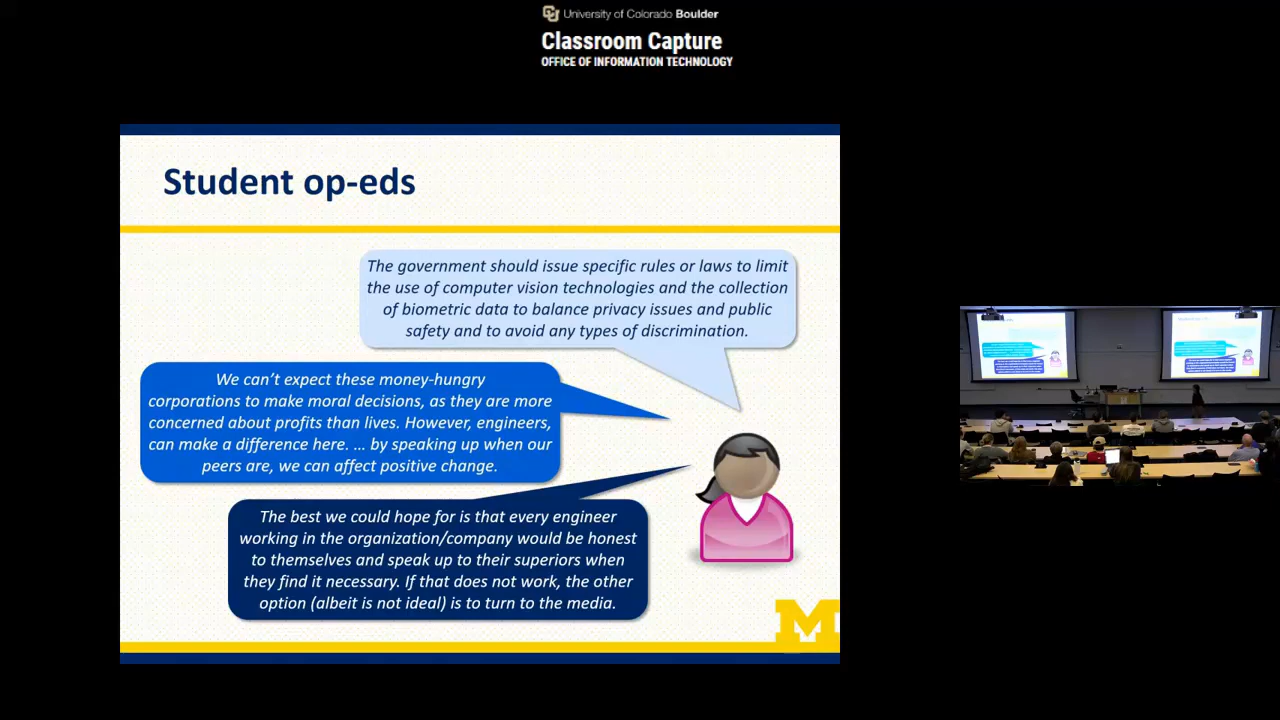 University of Colorado Boulder
Classroom Capture
OFFICE OF INFORMATION TECHNOLOGY
Student op-eds
The government should issue specific rules or laws to limit
the use of computer vision technologies and the collection
of biometric data to balance privacy issues and public
safety and to avoid any types of discrimination.
We can't expect these money-hungry
corporations to make moral decisions, as they are more
concerned about profits than lives. However, engineers,
can make a difference here. ... by speaking up when our
peers are, we can affect positive change.
The best we could hope for is that every engineer
working in the organization/company would be honest
to themselves and speak up to their superiors when
they find it necessary. If that does not work, the other
option (albeit is not ideal) is to turn to the media.
M